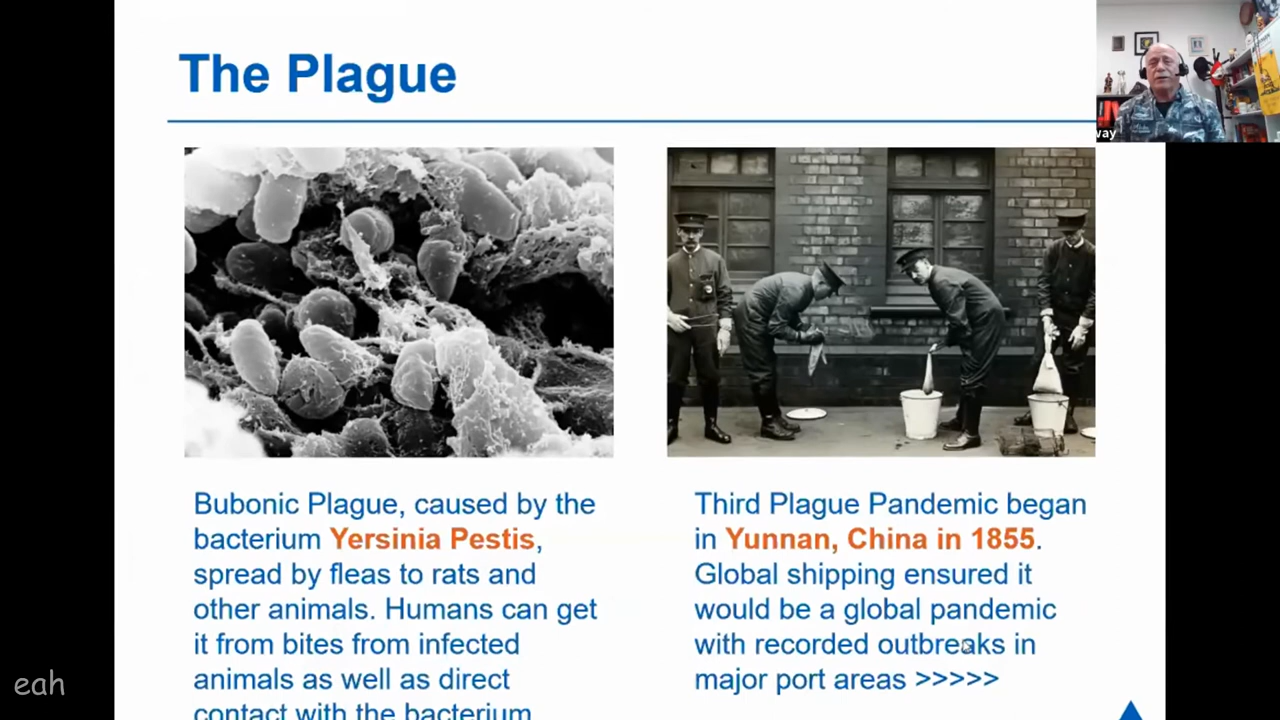 The Plague
way
Bubonic Plague, caused by the
bacterium Yersinia Pestis,
spread by fleas to rats and
other animals. Humans can get
it from bites from infected
animals as well as direct
contact with the bacterium
Third Plague Pandemic began
in Yunnan, China in 1855.
Global shipping ensured it
would be a global pandemic
with recorded outbreaks in
major port areas >>>>>
eah